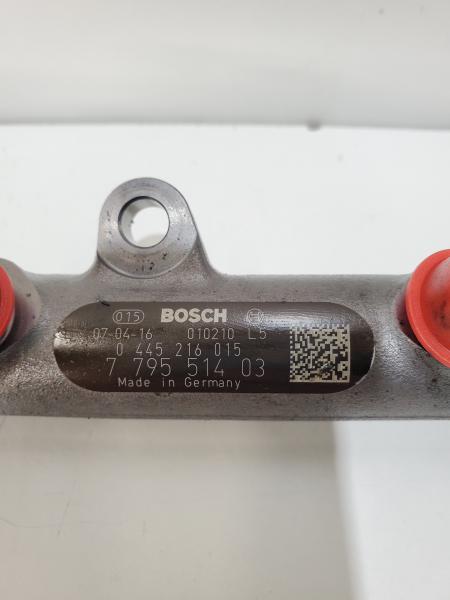 015 BOSCH
07-04-16 010210 L5
0 445 216 015
7 795 514 03
Made in Germany